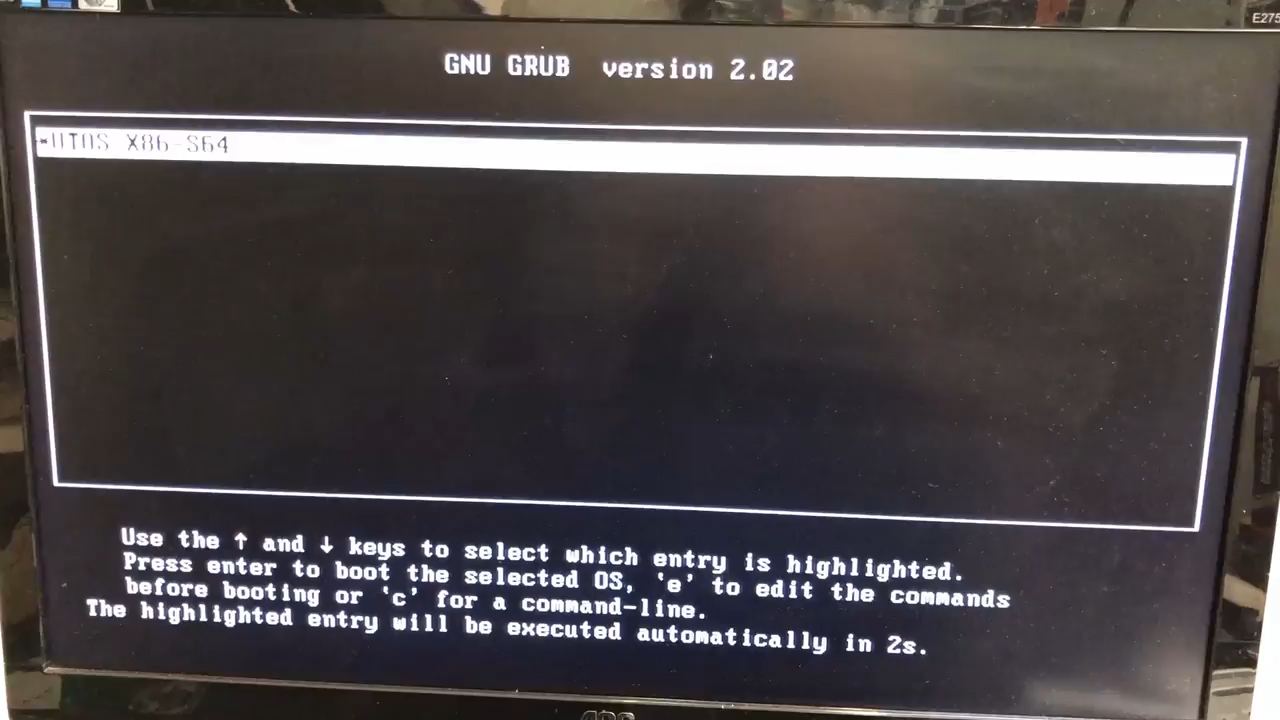 E275
GNU GRUB version 2.02
*UTOS X86-S64
Use the ↑ and ↓ keys to select which entry is highlighted.
Press enter to boot the selected OS, `e' to edit the commands
before booting or `c' for a command-line.
The highlighted entry will be executed automatically in 2s.